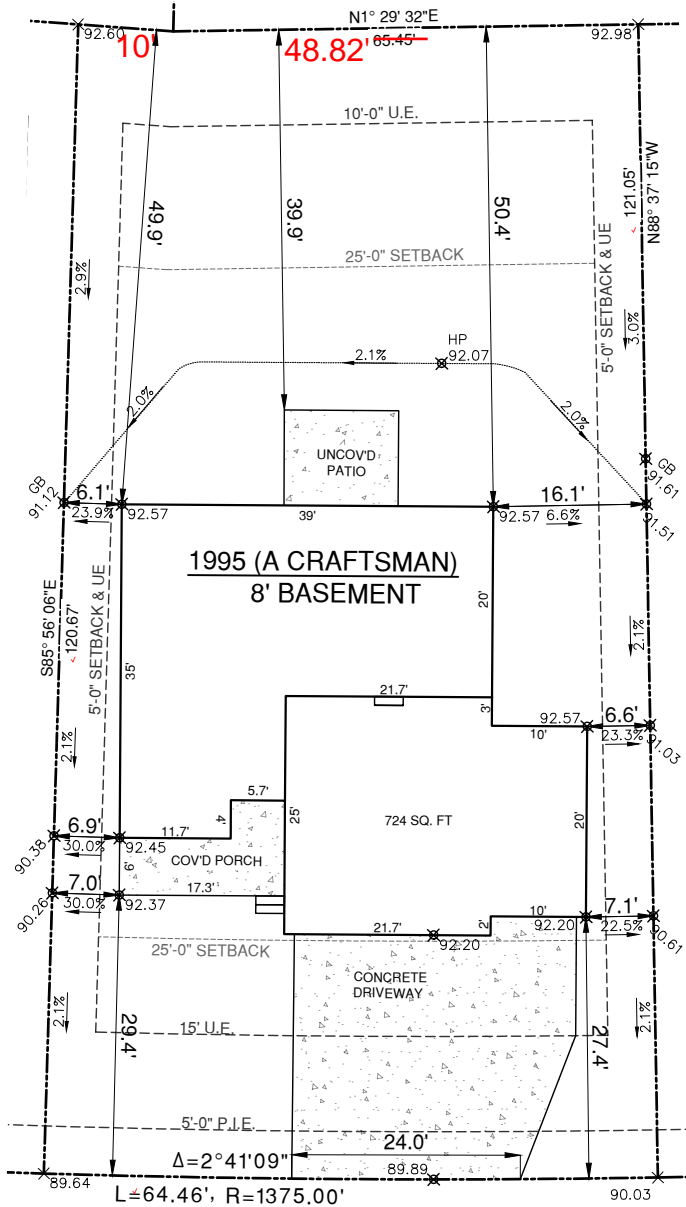 N1° 29' 32"E
92.60
10'
48.82'
65.45'
92.98
10'-0" U.E.
49.9'
39.9'
50.4'
121.05'
N88° 37' 15"W
25'-0" SETBACK
5'-0" SETBACK & UE
2.9%
3.0%
HP
92.07
2.1%
2.0%
2.0%
UNCOV'D
PATIO
GB
91.12
GB
91.61
6.1'
23.9%
92.57
39'
92.57
16.1'
6.6%
91.51
1995 (A CRAFTSMAN)
8' BASEMENT
S85° 56' 06"E
120.67'
5'-0" SETBACK & UE
35'
20'
2.1%
2.1%
21.7'
3'
92.57
10'
6.6'
23.3%
91.03
5.7'
4'
25'
724 SQ. FT
20'
6.9'
30.0%
90.38
11.7'
92.45
COV'D PORCH
6'
7.0'
30.0%
90.26
92.37
17.3'
21.7'
92.20
2'
10'
92.20
7.1'
22.5%
90.61
25'-0" SETBACK
CONCRETE
DRIVEWAY
2.1%
2.1%
15' U.E.
29.4'
27.4'
5'-0" P.I.E.
24.0'
Δ=2°41'09"
89.89
89.64
L=64.46', R=1375.00'
90.03